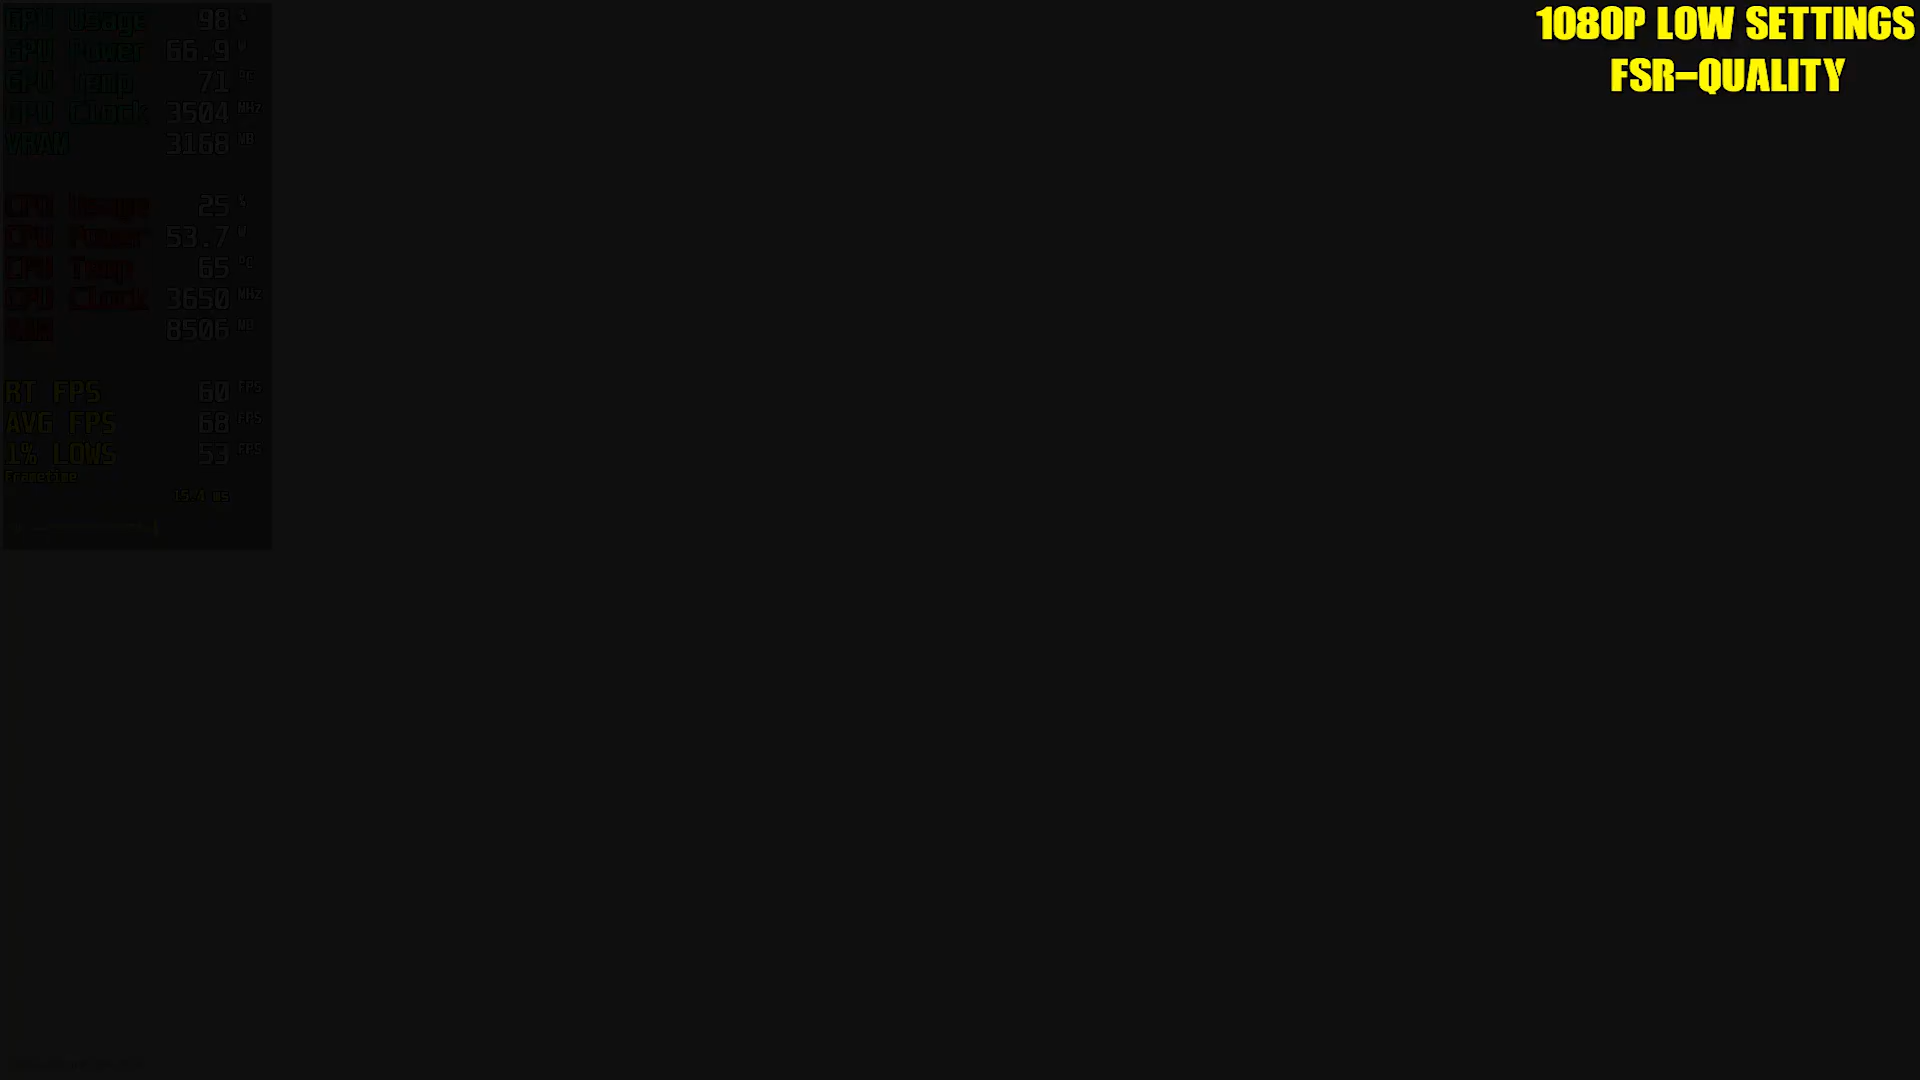 GPU Usage 98 %
GPU Power 66.9 W
GPU Temp 71 °C
GPU Clock 3504 MHz
VRAM 3168 MB
CPU Usage 25 %
CPU Power 53.7 W
CPU Temp 65 °C
CPU Clock 3650 MHz
RAM 8506 MB
RT FPS 60 FPS
AVG FPS 68 FPS
1% LOWS 53 FPS
Frametime
15.4 ms
1080P LOW SETTINGS
FSR-QUALITY